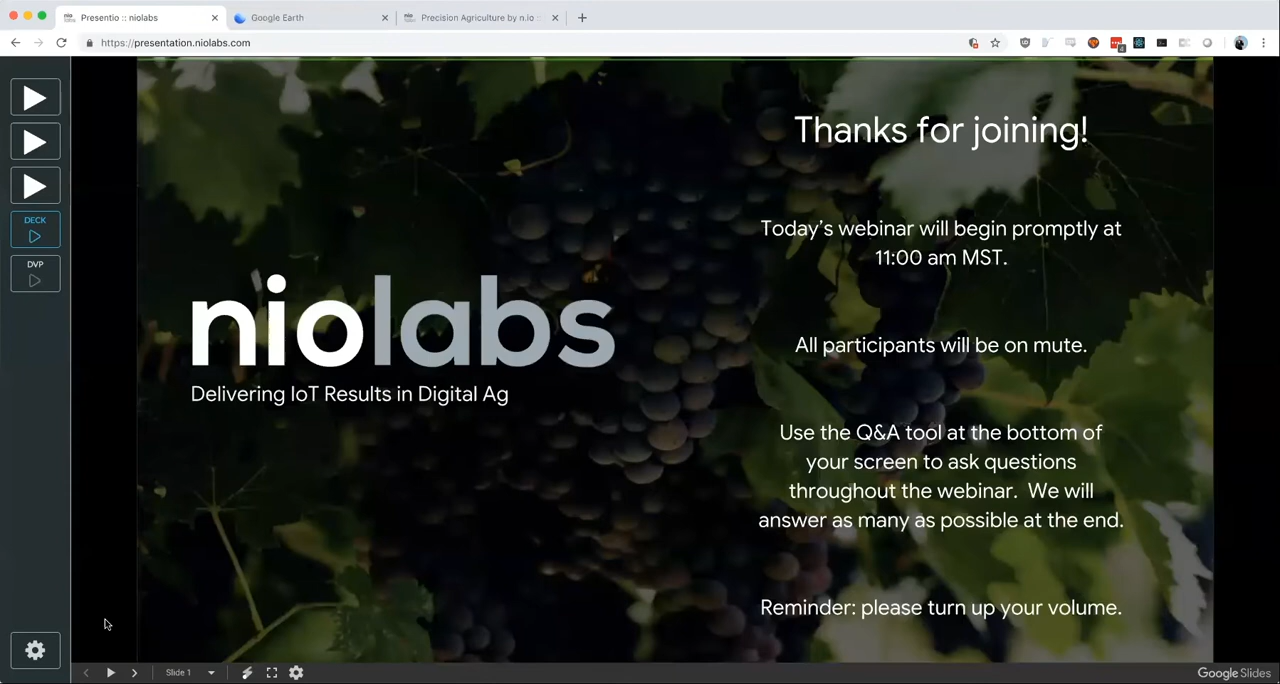 Presentio :: niolabs
Google Earth
Precision Agriculture by n.io ::
https://presentation.niolabs.com
DECK
DVP
niolabs
Delivering IoT Results in Digital Ag
Thanks for joining!
Today’s webinar will begin promptly at
11:00 am MST.
All participants will be on mute.
Use the Q&A tool at the bottom of
your screen to ask questions
throughout the webinar. We will
answer as many as possible at the end.
Reminder: please turn up your volume.
Slide 1
Google Slides